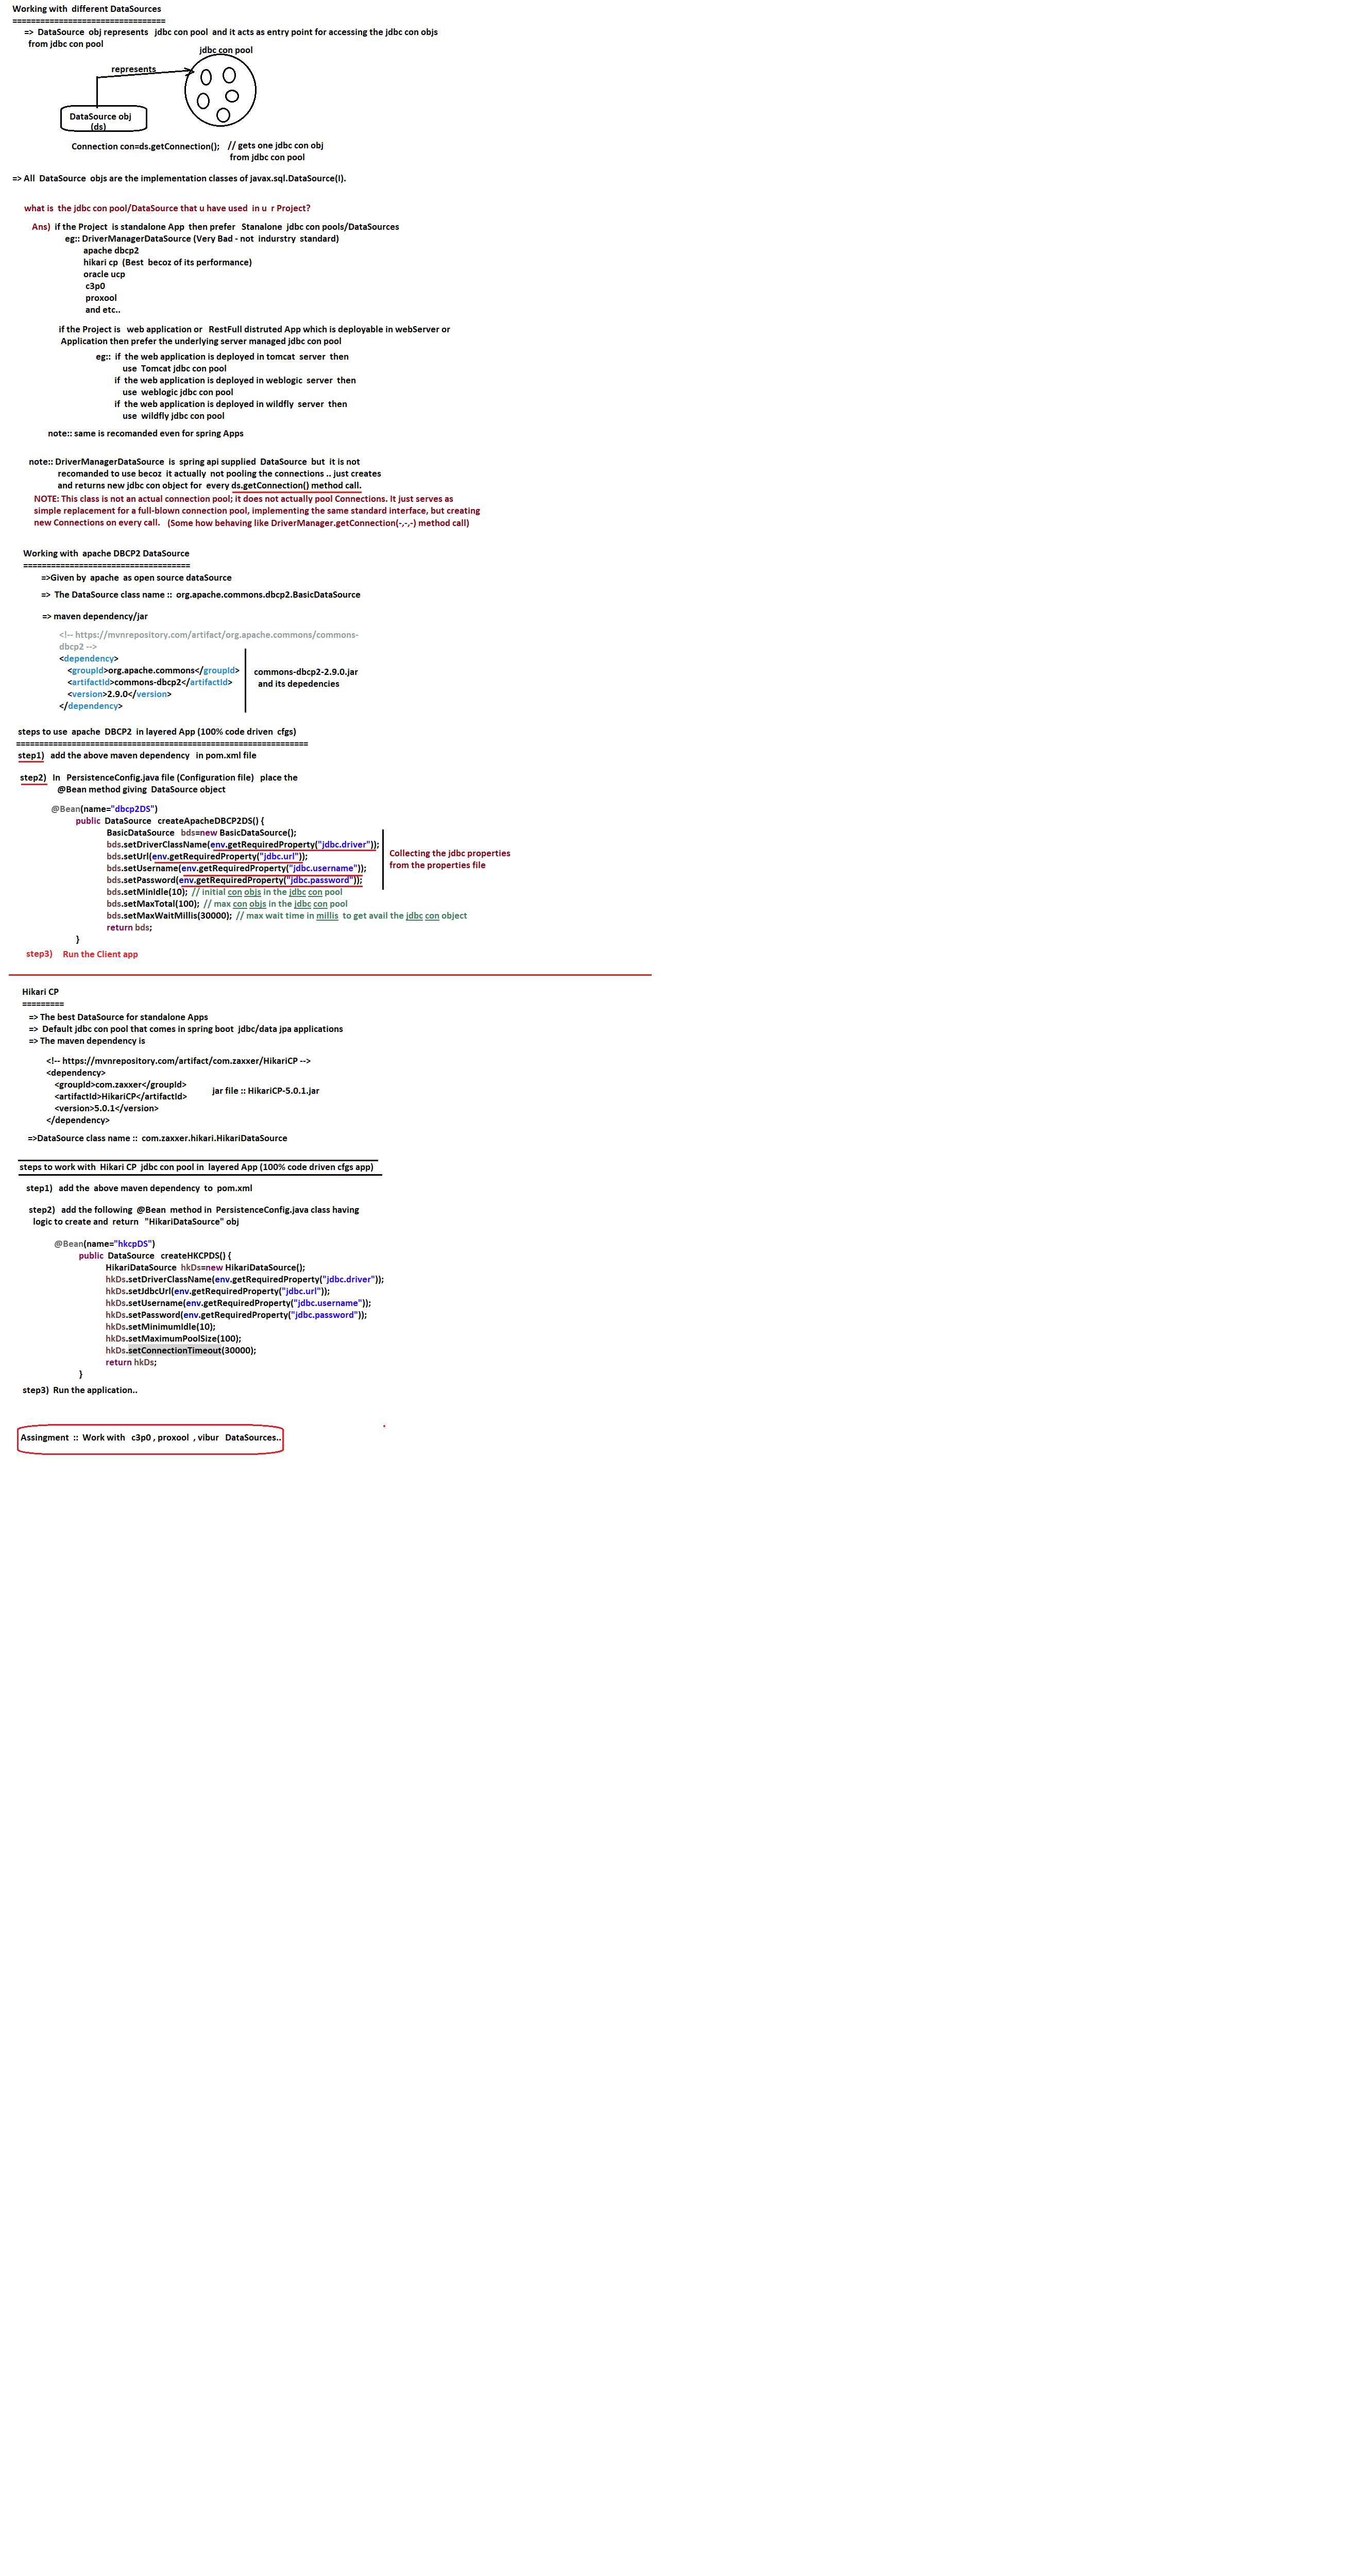 Working with different DataSources
=================================
=> DataSource obj represents jdbc con pool and it acts as entry point for accessing the jdbc con objs
from jdbc con pool
jdbc con pool
represents
DataSource obj
(ds)
Connection con=ds.getConnection(); // gets one jdbc con obj
from jdbc con pool
=> All DataSource objs are the implementation classes of javax.sql.DataSource(I).
what is the jdbc con pool/DataSource that u have used in u r Project?
Ans) if the Project is standalone App then prefer Stanalone jdbc con pools/DataSources
eg:: DriverManagerDataSource (Very Bad - not indurstry standard)
apache dbcp2
hikari cp (Best becoz of its performance)
oracle ucp
c3p0
proxool
and etc..
if the Project is web application or RestFull distruted App which is deployable in webServer or
Application then prefer the underlying server managed jdbc con pool
eg:: if the web application is deployed in tomcat server then
use Tomcat jdbc con pool
if the web application is deployed in weblogic server then
use weblogic jdbc con pool
if the web application is deployed in wildfly server then
use wildfly jdbc con pool
note:: same is recomanded even for spring Apps
note:: DriverManagerDataSource is spring api supplied DataSource but it is not
recomanded to use becoz it actually not pooling the connections .. just creates
and returns new jdbc con object for every ds.getConnection() method call.
NOTE: This class is not an actual connection pool; it does not actually pool Connections. It just serves as
simple replacement for a full-blown connection pool, implementing the same standard interface, but creating
new Connections on every call. (Some how behaving like DriverManager.getConnection(-,-,-) method call)
Working with apache DBCP2 DataSource
====================================
=>Given by apache as open source dataSource
=> The DataSource class name :: org.apache.commons.dbcp2.BasicDataSource
=> maven dependency/jar
<!-- https://mvnrepository.com/artifact/org.apache.commons/commons-
dbcp2 -->
<dependency>
<groupId>org.apache.commons</groupId>
<artifactId>commons-dbcp2</artifactId>
<version>2.9.0</version>
</dependency>
commons-dbcp2-2.9.0.jar
and its depedencies
steps to use apache DBCP2 in layered App (100% code driven cfgs)
===============================================================
step1) add the above maven dependency in pom.xml file
step2) In PersistenceConfig.java file (Configuration file) place the
@Bean method giving DataSource object
@Bean(name="dbcp2DS")
public DataSource createApacheDBCP2DS() {
BasicDataSource bds=new BasicDataSource();
bds.setDriverClassName(env.getRequiredProperty("jdbc.driver"));
bds.setUrl(env.getRequiredProperty("jdbc.url"));
bds.setUsername(env.getRequiredProperty("jdbc.username"));
bds.setPassword(env.getRequiredProperty("jdbc.password"));
Collecting the jdbc properties
from the properties file
bds.setMinIdle(10); // initial con objs in the jdbc con pool
bds.setMaxTotal(100); // max con objs in the jdbc con pool
bds.setMaxWaitMillis(30000); // max wait time in millis to get avail the jdbc con object
return bds;
}
step3) Run the Client app
Hikari CP
=========
=> The best DataSource for standalone Apps
=> Default jdbc con pool that comes in spring boot jdbc/data jpa applications
=> The maven dependency is
<!-- https://mvnrepository.com/artifact/com.zaxxer/HikariCP -->
<dependency>
<groupId>com.zaxxer</groupId>
<artifactId>HikariCP</artifactId>
<version>5.0.1</version>
</dependency>
jar file :: HikariCP-5.0.1.jar
=>DataSource class name :: com.zaxxer.hikari.HikariDataSource
steps to work with Hikari CP jdbc con pool in layered App (100% code driven cfgs app)
step1) add the above maven dependency to pom.xml
step2) add the following @Bean method in PersistenceConfig.java class having
logic to create and return "HikariDataSource" obj
@Bean(name="hkcpDS")
public DataSource createHKCPDS() {
HikariDataSource hkDs=new HikariDataSource();
hkDs.setDriverClassName(env.getRequiredProperty("jdbc.driver"));
hkDs.setJdbcUrl(env.getRequiredProperty("jdbc.url"));
hkDs.setUsername(env.getRequiredProperty("jdbc.username"));
hkDs.setPassword(env.getRequiredProperty("jdbc.password"));
hkDs.setMinimumIdle(10);
hkDs.setMaximumPoolSize(100);
hkDs.setConnectionTimeout(30000);
return hkDs;
}
step3) Run the application..
Assingment :: Work with c3p0 , proxool , vibur DataSources..